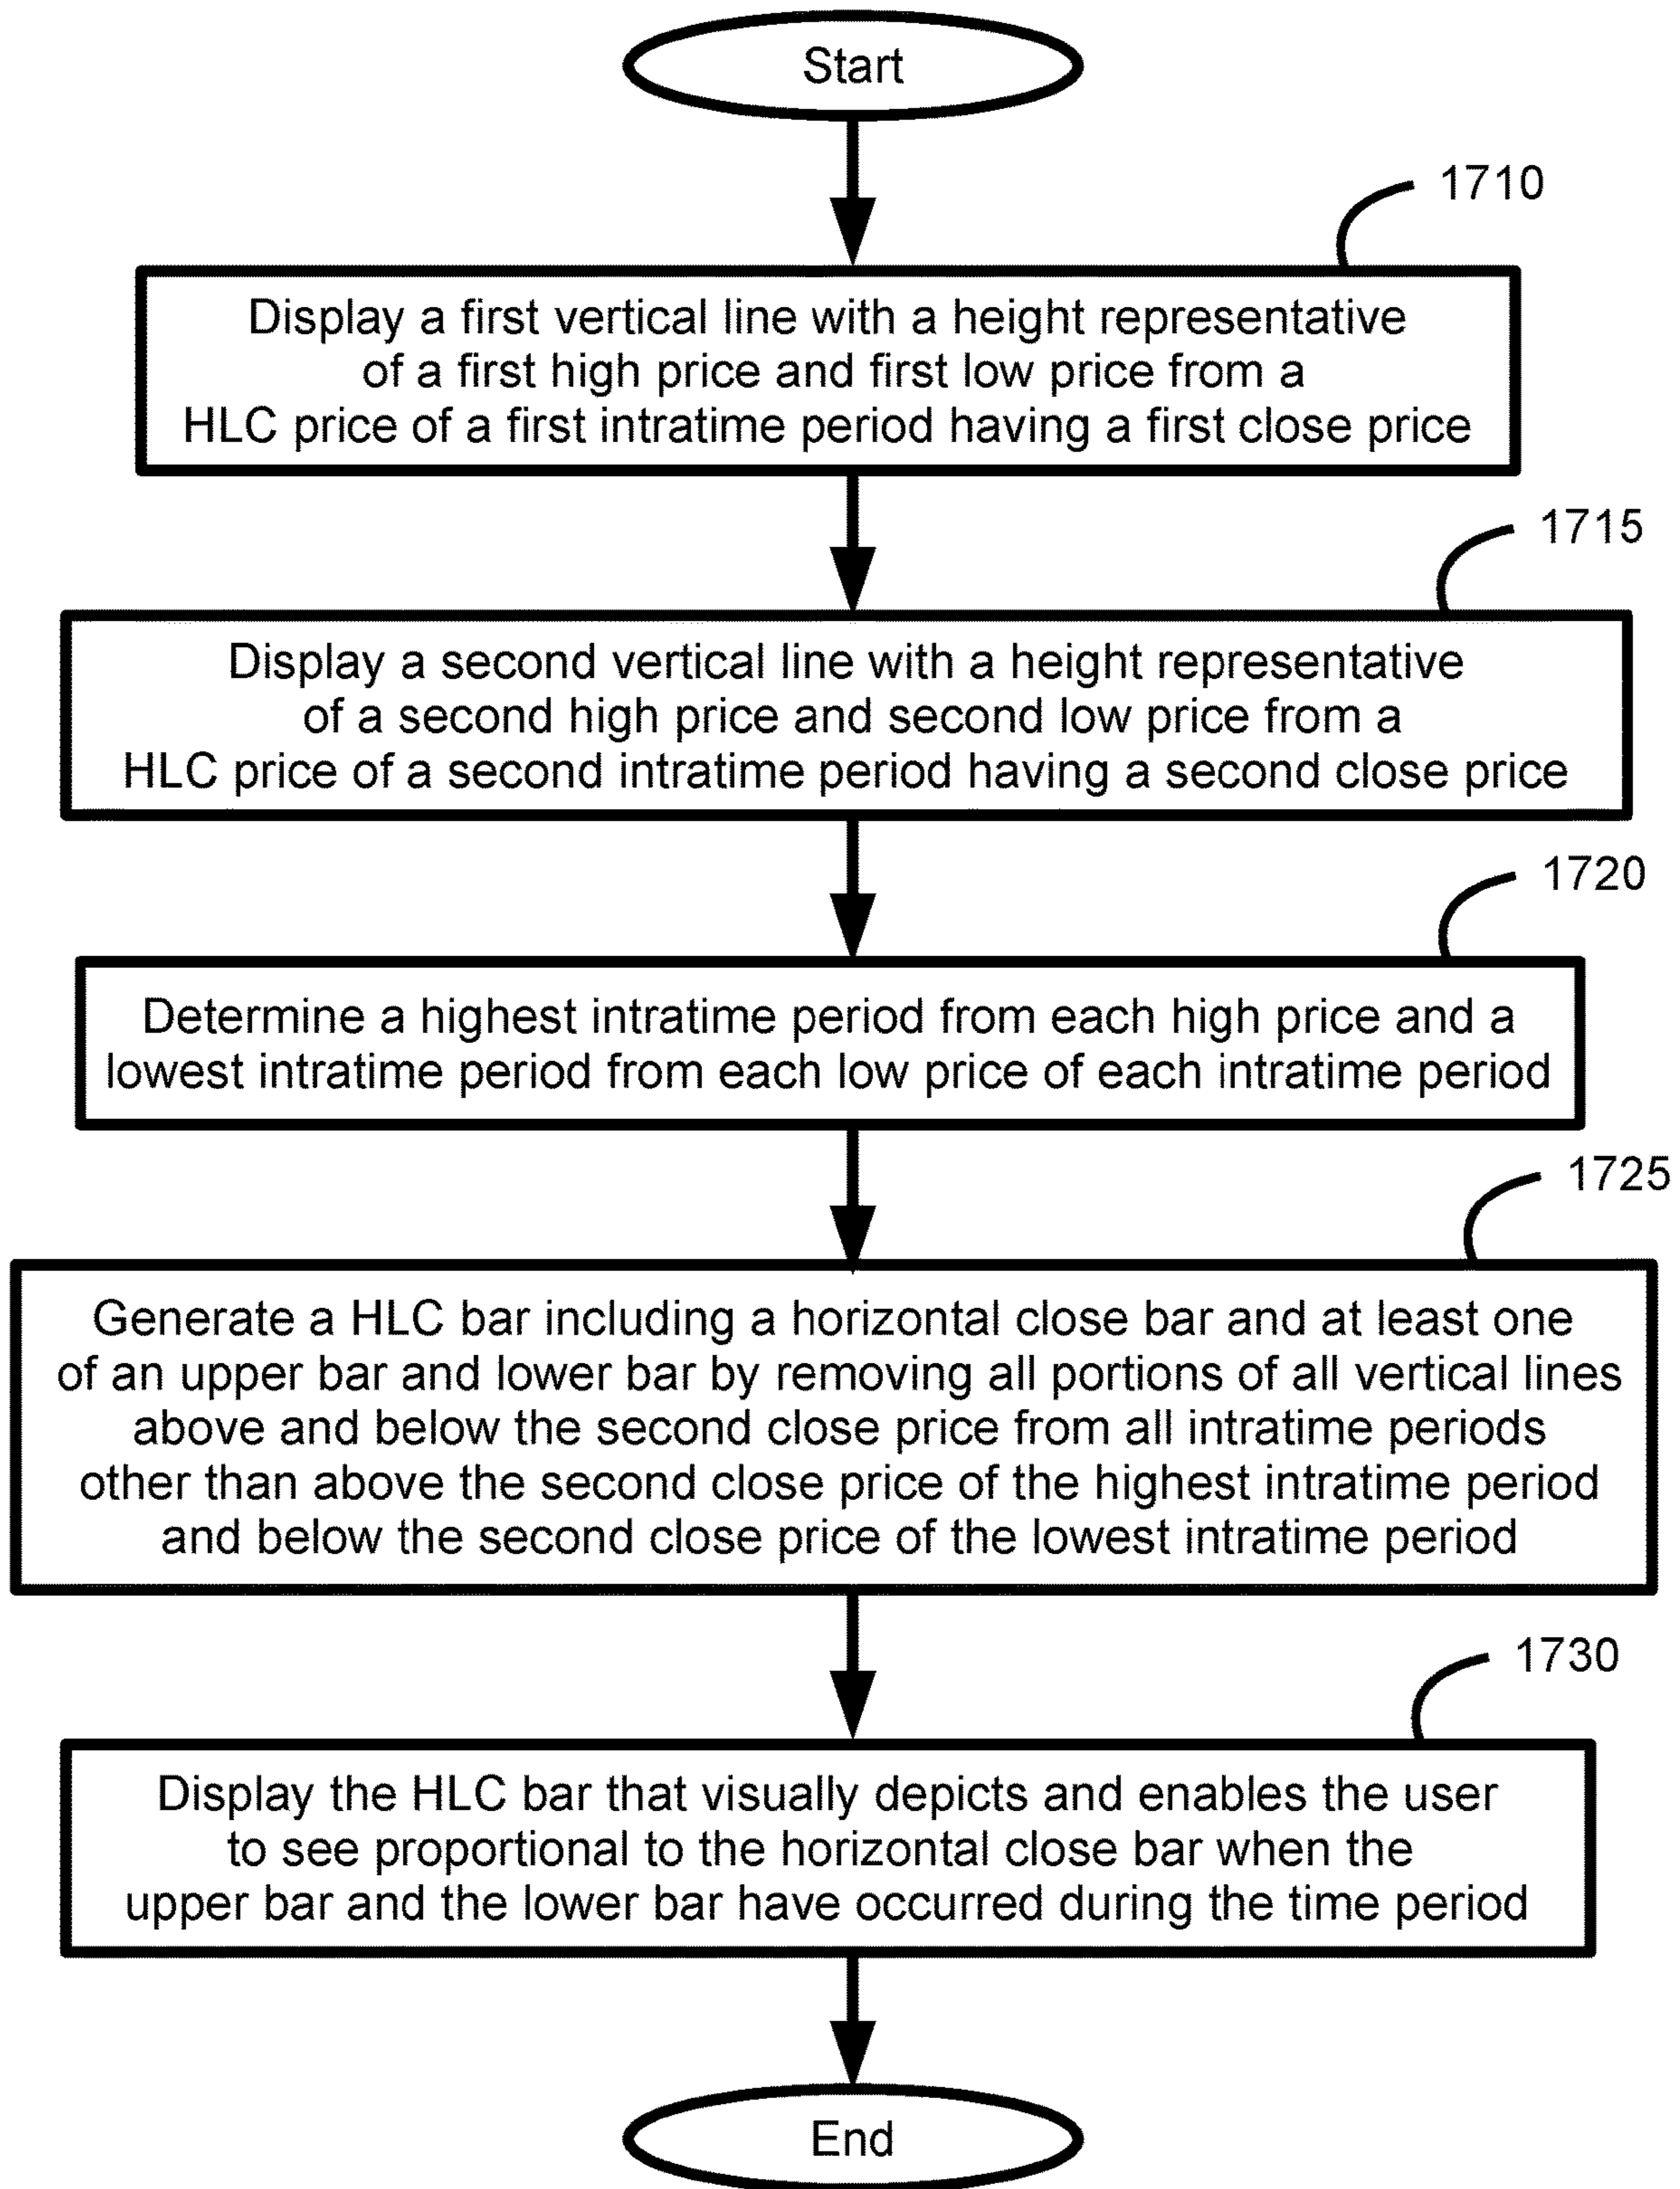 Start
1710
Display a first vertical line with a height representative
of a first high price and first low price from a
HLC price of a first intratime period having a first close price
1715
Display a second vertical line with a height representative
of a second high price and second low price from a
HLC price of a second intratime period having a second close price
1720
Determine a highest intratime period from each high price and a
lowest intratime period from each low price of each intratime period
1725
Generate a HLC bar including a horizontal close bar and at least one
of an upper bar and lower bar by removing all portions of all vertical lines
above and below the second close price from all intratime periods
other than above the second close price of the highest intratime period
and below the second close price of the lowest intratime period
1730
Display the HLC bar that visually depicts and enables the user
to see proportional to the horizontal close bar when the
upper bar and the lower bar have occurred during the time period
End